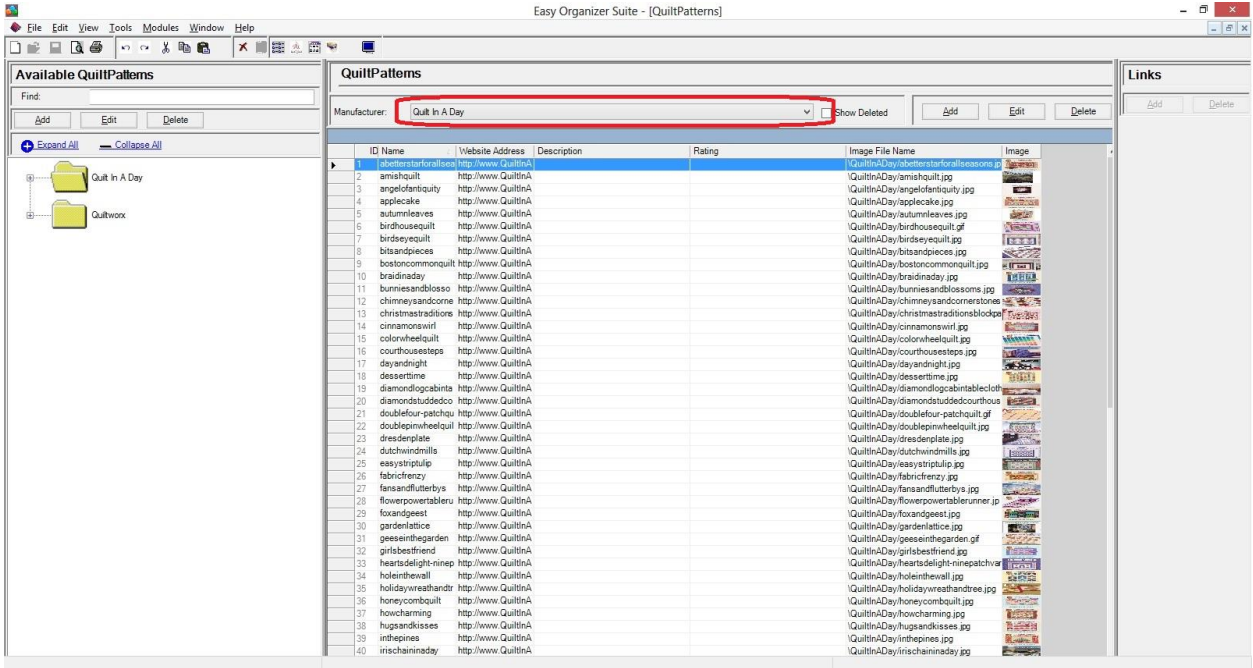 Easy Organizer Suite - [QuiltPatterns]
File Edit View Tools Modules Window Help
Available QuiltPatterns
Find:
Add Edit Delete
Expand All Collapse All
Quilt In A Day
Quiltworx
QuiltPatterns
Manufacturer: Quilt In A Day Show Deleted Add Edit Delete
ID Name Website Address Description Rating Image File Name Image
1 abetterstarforallsea http://www.QuiltInA \QuiltInADay/abetterstarforallseasons.jp
2 amishquilt http://www.QuiltInA \QuiltInADay/amishquilt.jpg
3 angelofantiquity http://www.QuiltInA \QuiltInADay/angelofantiquity.jpg
4 applecake http://www.QuiltInA \QuiltInADay/applecake.jpg
5 autumnleaves http://www.QuiltInA \QuiltInADay/autumnleaves.jpg
6 birdhousequilt http://www.QuiltInA \QuiltInADay/birdhousequilt.gif
7 birdseyequilt http://www.QuiltInA \QuiltInADay/birdseyequilt.jpg
8 bitsandpieces http://www.QuiltInA \QuiltInADay/bitsandpieces.jpg
9 bostoncommonquilt http://www.QuiltInA \QuiltInADay/bostoncommonquilt.jpg
10 braidinaday http://www.QuiltInA \QuiltInADay/braidinaday.jpg
11 bunniesandblosso http://www.QuiltInA \QuiltInADay/bunniesandblossoms.jpg
12 chimneysandcorne http://www.QuiltInA \QuiltInADay/chimneysandcornerstones
13 christmastraditions http://www.QuiltInA \QuiltInADay/christmastraditionsblockpa
14 cinnamonswirl http://www.QuiltInA \QuiltInADay/cinnamonswirl.jpg
15 colorwheelquilt http://www.QuiltInA \QuiltInADay/colorwheelquilt.jpg
16 courthousesteps http://www.QuiltInA \QuiltInADay/courthousesteps.jpg
17 dayandnight http://www.QuiltInA \QuiltInADay/dayandnight.jpg
18 desserttime http://www.QuiltInA \QuiltInADay/desserttime.jpg
19 diamondlogcabinta http://www.QuiltInA \QuiltInADay/diamondlogcabintablecloth
20 diamondstuddedco http://www.QuiltInA \QuiltInADay/diamondstuddedcourthous
21 doublefour-patchqu http://www.QuiltInA \QuiltInADay/doublefour-patchquilt.gif
22 doublepinwheelquil http://www.QuiltInA \QuiltInADay/doublepinwheelquilt.jpg
23 dresdenplate http://www.QuiltInA \QuiltInADay/dresdenplate.jpg
24 dutchwindmills http://www.QuiltInA \QuiltInADay/dutchwindmills.jpg
25 easystriptulip http://www.QuiltInA \QuiltInADay/easystriptulip.jpg
26 fabricfrenzy http://www.QuiltInA \QuiltInADay/fabricfrenzy.jpg
27 fansandflutterbys http://www.QuiltInA \QuiltInADay/fansandflutterbys.jpg
28 flowerpowertableru http://www.QuiltInA \QuiltInADay/flowerpowertablerunner.jp
29 foxandgeest http://www.QuiltInA \QuiltInADay/foxandgeest.jpg
30 gardenlattice http://www.QuiltInA \QuiltInADay/gardenlattice.jpg
31 geeseinthegarden http://www.QuiltInA \QuiltInADay/geeseinthegarden.gif
32 girlsbestfriend http://www.QuiltInA \QuiltInADay/girlsbestfriend.jpg
33 heartsdelight-ninep http://www.QuiltInA \QuiltInADay/heartsdelight-ninepatchvar
34 holeinthewall http://www.QuiltInA \QuiltInADay/holeinthewall.jpg
35 holidaywreathandtr http://www.QuiltInA \QuiltInADay/holidaywreathandtree.jpg
36 honeycombquilt http://www.QuiltInA \QuiltInADay/honeycombquilt.jpg
37 howcharming http://www.QuiltInA \QuiltInADay/howcharming.jpg
38 hugsandkisses http://www.QuiltInA \QuiltInADay/hugsandkisses.jpg
39 inthepines http://www.QuiltInA \QuiltInADay/inthepines.jpg
40 irischaininaday http://www.QuiltInA \QuiltInADay/irischaininaday.jpg
Links
Add Delete